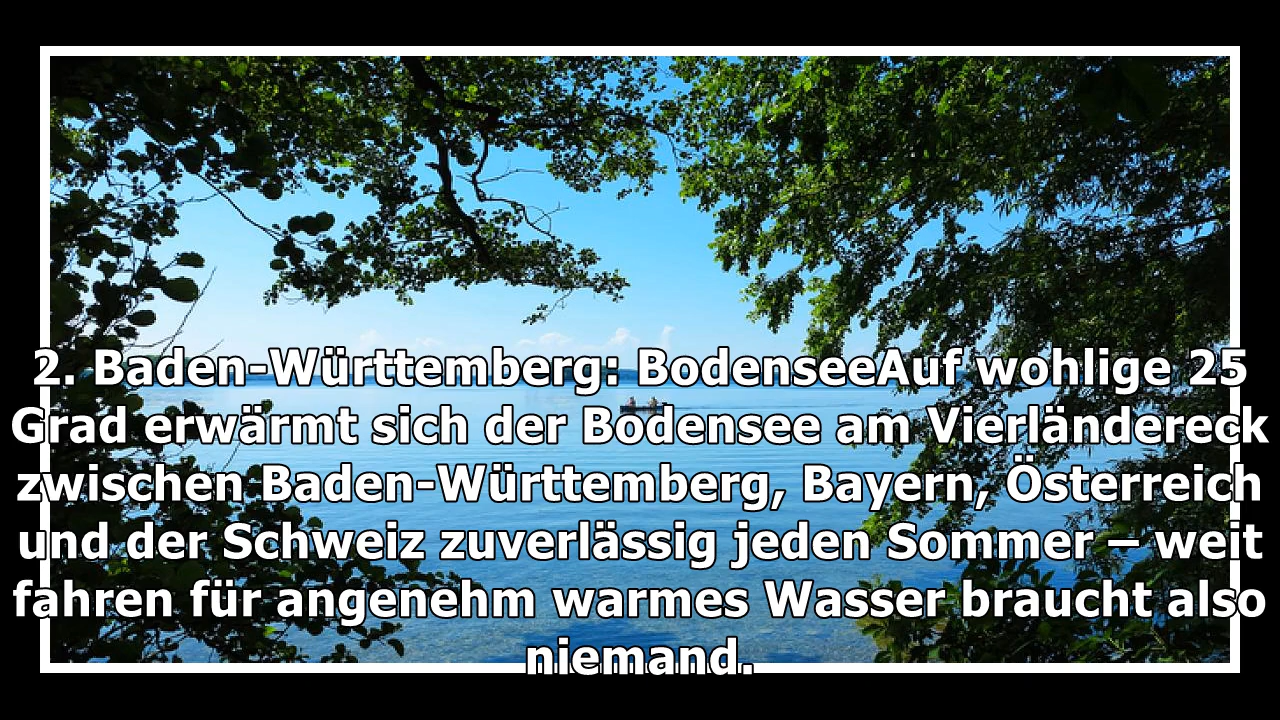 2. Baden-Württemberg: BodenseeAuf wohlige 25
Grad erwärmt sich der Bodensee am Vierländereck
zwischen Baden-Württemberg, Bayern, Österreich
und der Schweiz zuverlässig jeden Sommer – weit
fahren für angenehm warmes Wasser braucht also
niemand.